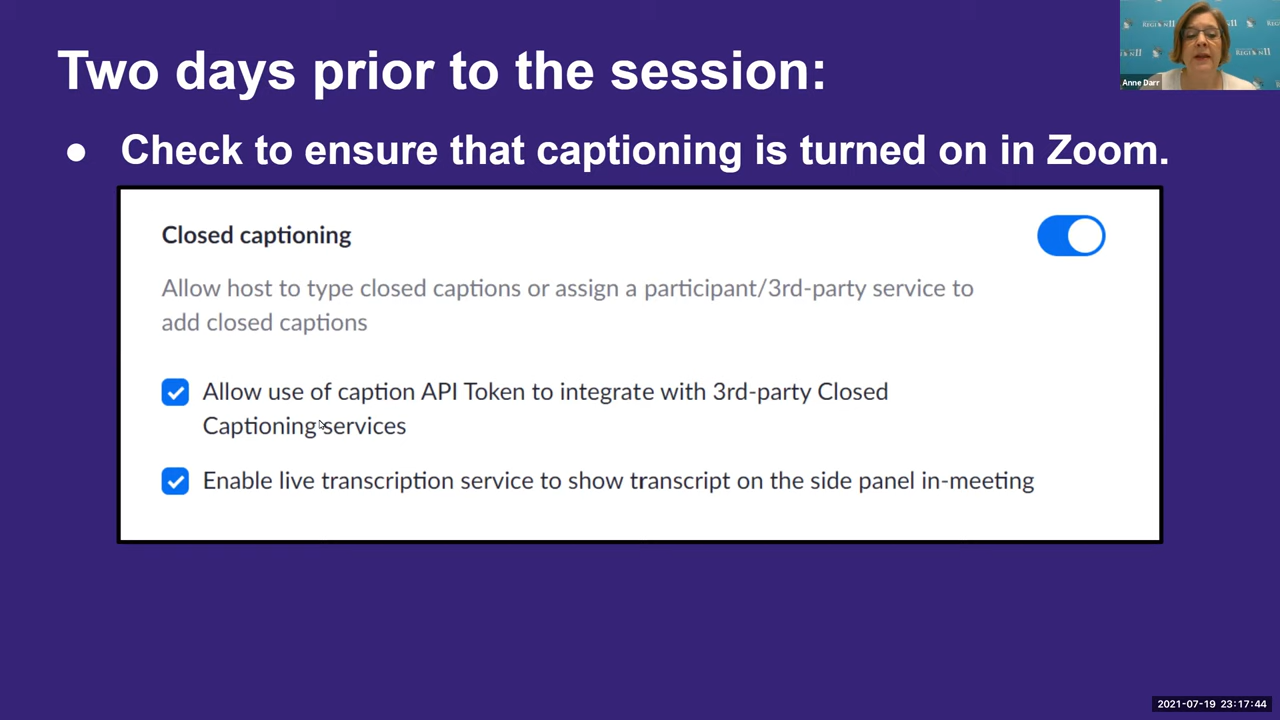 Two days prior to the session:
● Check to ensure that captioning is turned on in Zoom.
Closed captioning
Allow host to type closed captions or assign a participant/3rd-party service to
add closed captions
Allow use of caption API Token to integrate with 3rd-party Closed
Captioning services
Enable live transcription service to show transcript on the side panel in-meeting
Anne Darr
2021-07-19 23:17:44